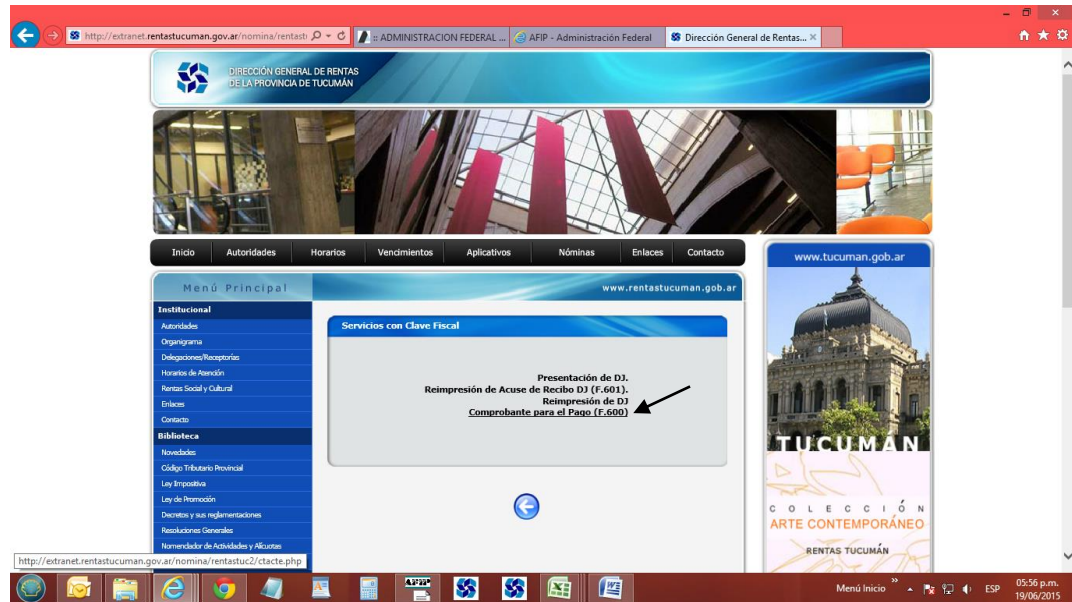 http://extranet.rentastucuman.gov.ar/nomina/rentastu
:: ADMINISTRACION FEDERAL ...
AFIP - Administración Federal
Dirección General de Rentas...
DIRECCIÓN GENERAL DE RENTAS
DE LA PROVINCIA DE TUCUMÁN
Inicio Autoridades Horarios Vencimientos Aplicativos Nóminas Enlaces Contacto
www.tucuman.gob.ar
Menú Principal
www.rentastucuman.gob.ar
Institucional
Autoridades
Organigrama
Delegaciones/Receptorías
Horarios de Atención
Rentas Social y Cultural
Enlaces
Contacto
Biblioteca
Novedades
Código Tributario Provincial
Ley Impositiva
Ley de Promoción
Decretos y sus reglamentaciones
Resoluciones Generales
Nomendador de Actividades y Alícuotas
Servicios con Clave Fiscal
Presentación de DJ.
Reimpresión de Acuse de Recibo DJ (F.601).
Reimpresión de DJ
Comprobante para el Pago (F.600)
TUCUMÁN
COLECCIÓN
ARTE CONTEMPORÁNEO
RENTAS TUCUMÁN
http://extranet.rentastucuman.gov.ar/nomina/rentastuc2/ctacte.php
AFIP
Menú Inicio
ESP
05:56 p.m.
19/06/2015